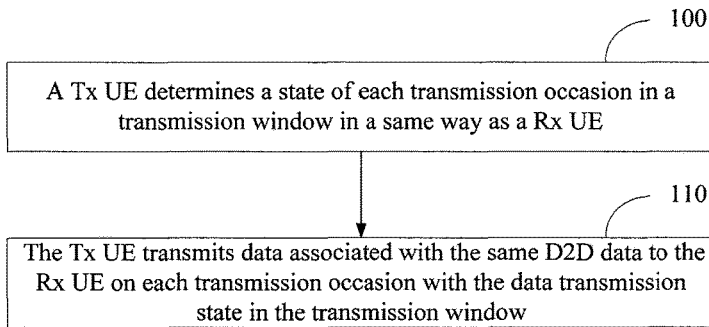 100
A Tx UE determines a state of each transmission occasion in a
transmission window in a same way as a Rx UE
110
The Tx UE transmits data associated with the same D2D data to the
Rx UE on each transmission occasion with the data transmission
state in the transmission window